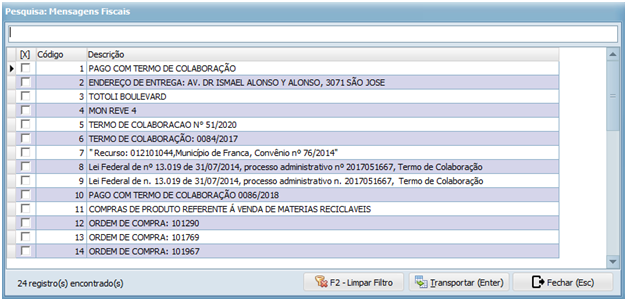 Pesquisa: Mensagens Fiscais
[X] Código Descrição
1 PAGO COM TERMO DE COLABORAÇÃO
2 ENDEREÇO DE ENTREGA: AV. DR ISMAEL ALONSO Y ALONSO, 3071 SÃO JOSE
3 TOTOLI BOULEVARD
4 MON REVE 4
5 TERMO DE COLABORACAO N° 51/2020
6 TERMO DE COLABORAÇÃO: 0084/2017
7 "Recurso: 012101044,Município de Franca, Convênio nº 76/2014"
8 Lei Federal de nº 13.019 de 31/07/2014, processo administrativo nº 2017051667, Termo de Colaboração
9 Lei Federal de n. 13.019 de 31/07/2014, processo administrativo n. 2017051667, Termo de Colaboração
10 PAGO COM TERMO DE COLABORAÇÃO 0086/2018
11 COMPRAS DE PRODUTO REFERENTE Á VENDA DE MATERIAS RECICLAVEIS
12 ORDEM DE COMPRA: 101290
13 ORDEM DE COMPRA: 101769
14 ORDEM DE COMPRA: 101967
24 registro(s) encontrado(s) F2 - Limpar Filtro Transportar (Enter) Fechar (Esc)